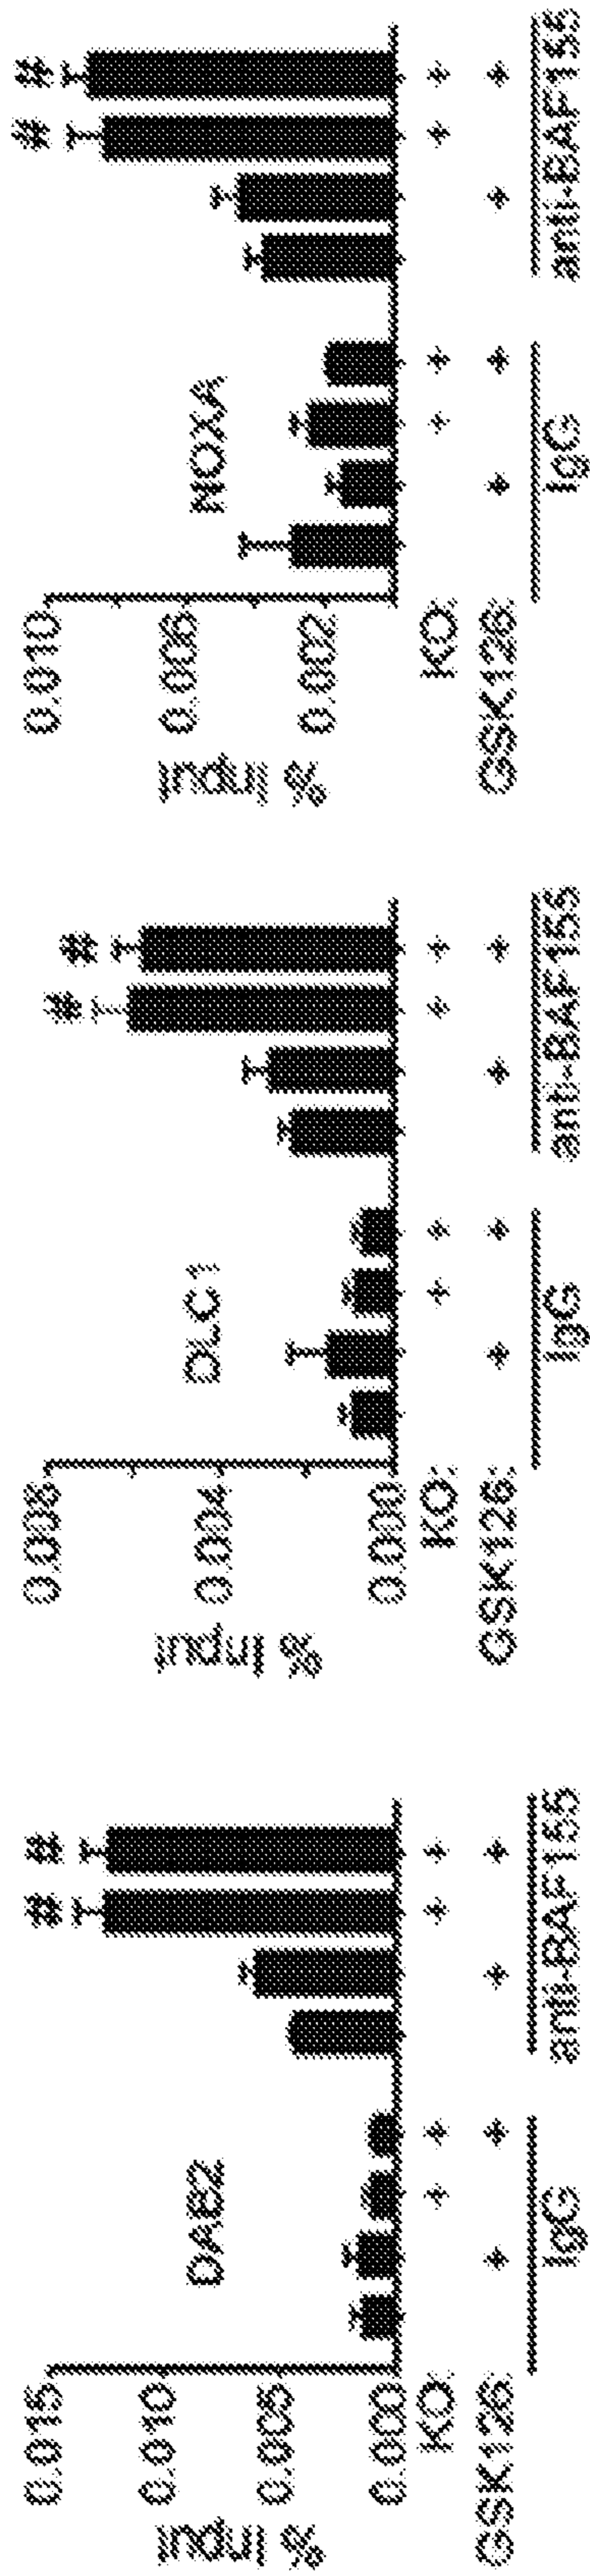 % Input
0.015
0.010
0.005
0.000
DAB2
# #
KO: + + + +
GSK126: + + + +
IgG anti-BAF155
% Input
0.008
0.004
0.000
DLC1
# #
KO: + + + +
GSK126: + + + +
IgG anti-BAF155
% Input
0.010
0.006
0.002
NOXA
# #
KO: + + + +
GSK126: + + + +
IgG anti-BAF155